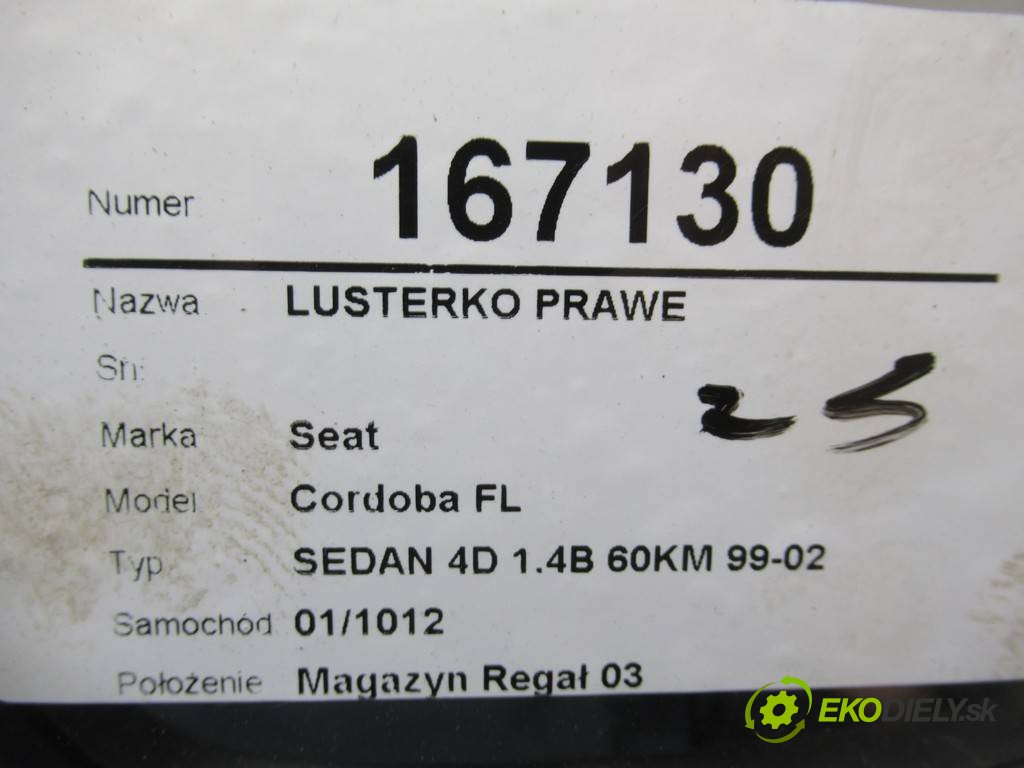 Numer 167130
Nazwa LUSTERKO PRAWE
Sn:
25
Marka Seat
Model Cordoba FL
Typ SEDAN 4D 1.4B 60KM 99-02
Samochód 01/1012
Położenie Magazyn Regał 03
EKODIELY.sk